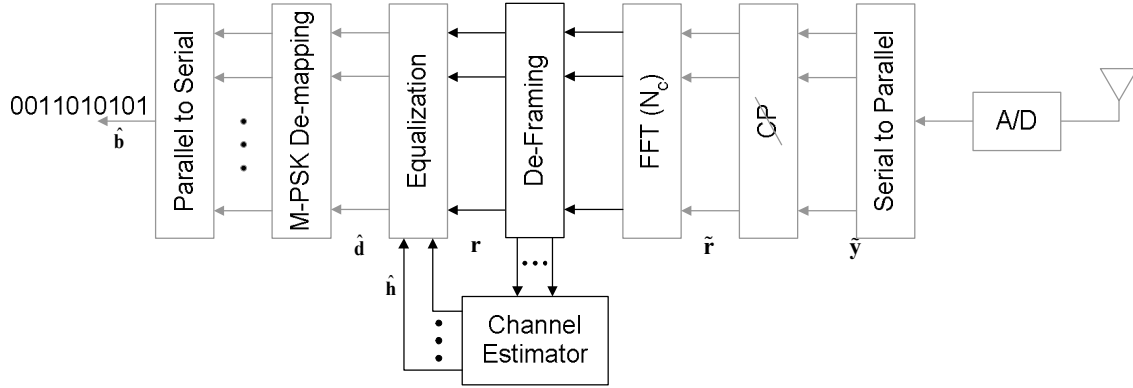 0011010101
b̂
Parallel to Serial
M-PSK De-mapping
d̂
Equalization
ĥ
r
De-Framing
FFT (N_c)
r̃
CP
ỹ
Serial to Parallel
A/D
Channel
Estimator